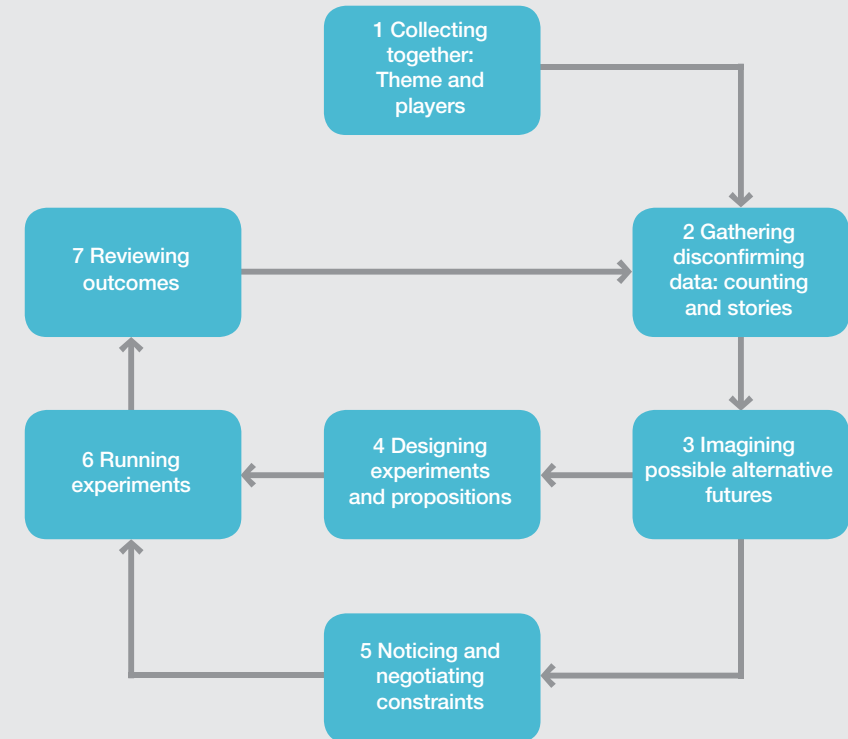 1 Collecting
together:
Theme and
players
2 Gathering
disconfirming
data: counting
and stories
3 Imagining
possible alternative
futures
4 Designing
experiments
and propositions
5 Noticing and
negotiating
constraints
6 Running
experiments
7 Reviewing
outcomes